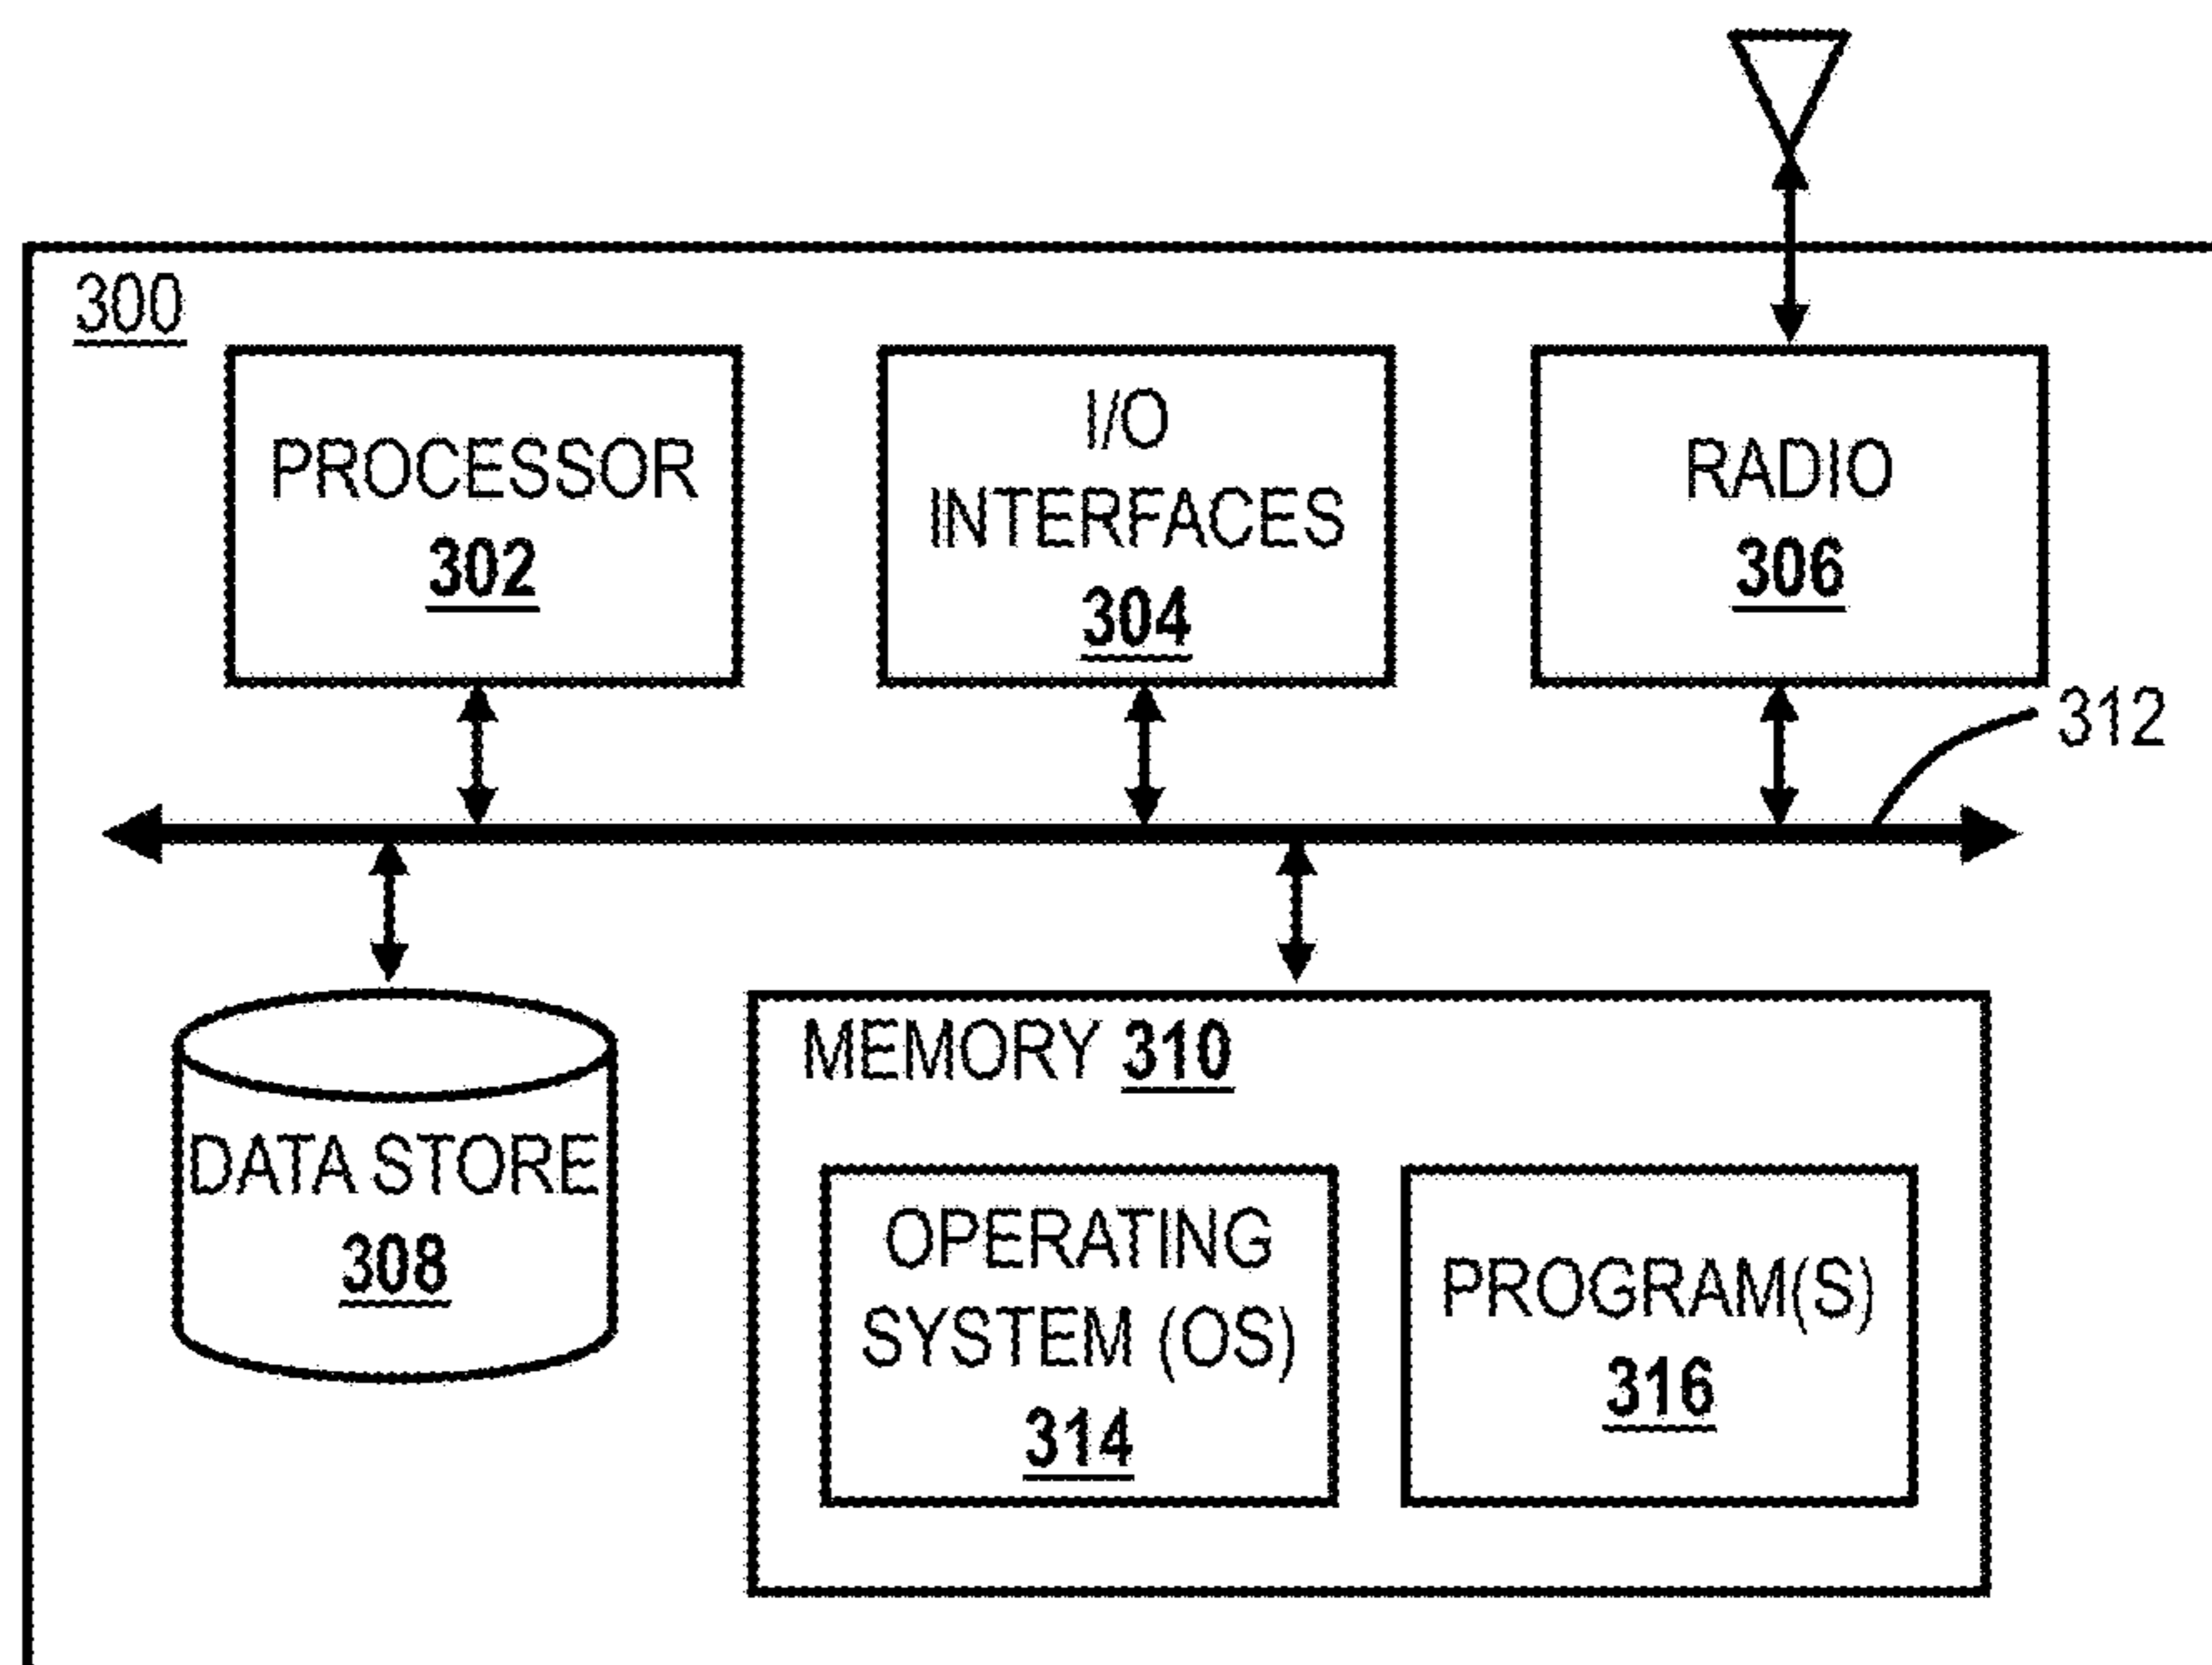 300
PROCESSOR
302
I/O
INTERFACES
304
RADIO
306
312
DATA STORE
308
MEMORY 310
OPERATING
SYSTEM (OS)
314
PROGRAM(S)
316